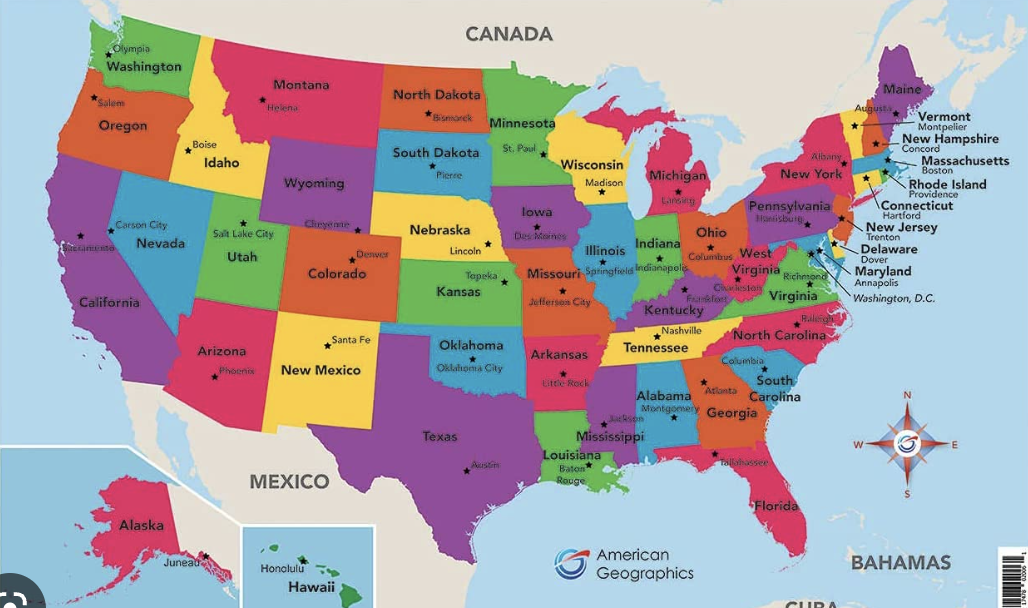 CANADA
Olympia
Washington
Salem
Oregon
Boise
Idaho
Montana
Helena
North Dakota
Bismarck
Minnesota
St. Paul
South Dakota
Pierre
Wyoming
Cheyenne
Wisconsin
Madison
Michigan
Lansing
Maine
Augusta
Vermont
Montpelier
New Hampshire
Concord
Albany
New York
Massachusetts
Boston
Rhode Island
Providence
Connecticut
Hartford
Pennsylvania
Harrisburg
New Jersey
Trenton
Delaware
Dover
Maryland
Annapolis
Washington, D.C.
Sacramento
California
Carson City
Nevada
Salt Lake City
Utah
Denver
Colorado
Nebraska
Lincoln
Topeka
Kansas
Iowa
Des Moines
Missouri
Jefferson City
Illinois
Springfield
Indiana
Indianapolis
Ohio
Columbus
West
Virginia
Charleston
Richmond
Virginia
Frankfort
Kentucky
Nashville
Tennessee
Raleigh
North Carolina
Columbia
South
Carolina
Arizona
Phoenix
Santa Fe
New Mexico
Oklahoma
Oklahoma City
Arkansas
Little Rock
Texas
Austin
Louisiana
Baton
Rouge
Jackson
Mississippi
Alabama
Montgomery
Atlanta
Georgia
Tallahassee
Florida
MEXICO
Alaska
Juneau
Honolulu
Hawaii
N
W
E
S
American
Geographics
BAHAMAS
CUBA